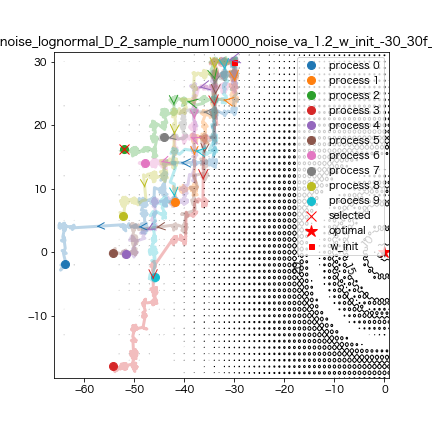 noise_lognormal_D_2_sample_num10000_noise_va_1.2_w_init_-30_30f_
30
20
10
0
−10
−60
−50
−40
−30
−20
−10
0
process 0
process 1
process 2
process 3
process 4
process 5
process 6
process 7
process 8
process 9
selected
optimal
w_init